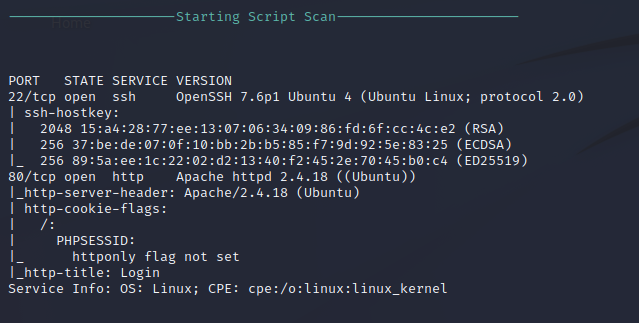 Starting Script Scan
Home
PORT   STATE SERVICE VERSION
22/tcp open  ssh     OpenSSH 7.6p1 Ubuntu 4 (Ubuntu Linux; protocol 2.0)
| ssh-hostkey:
|   2048 15:a4:28:77:ee:13:07:06:34:09:86:fd:6f:cc:4c:e2 (RSA)
|   256 37:be:de:07:0f:10:bb:2b:b5:85:f7:9d:92:5e:83:25 (ECDSA)
|_  256 89:5a:ee:1c:22:02:d2:13:40:f2:45:2e:70:45:b0:c4 (ED25519)
80/tcp open  http    Apache httpd 2.4.18 ((Ubuntu))
|_http-server-header: Apache/2.4.18 (Ubuntu)
| http-cookie-flags:
|   /:
|     PHPSESSID:
|_      httponly flag not set
|_http-title: Login
Service Info: OS: Linux; CPE: cpe:/o:linux:linux_kernel